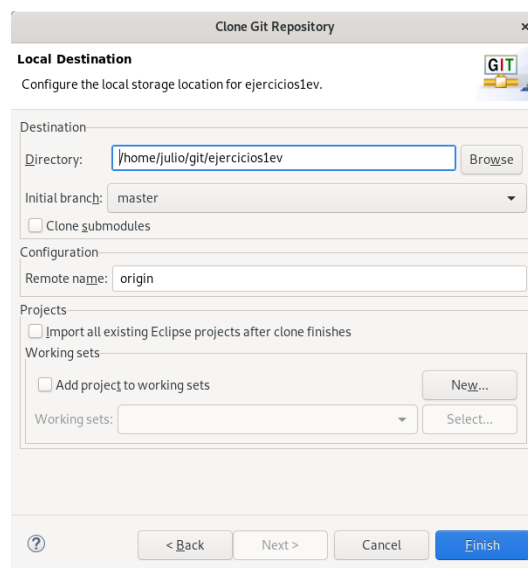 Clone Git Repository ×
Local Destination
Configure the local storage location for ejercicios1ev.
GIT
Destination
Directory: /home/julio/git/ejercicios1ev Browse
Initial branch: master
Clone submodules
Configuration
Remote name: origin
Projects
Import all existing Eclipse projects after clone finishes
Working sets
Add project to working sets New...
Working sets: Select...
? < Back Next > Cancel Finish